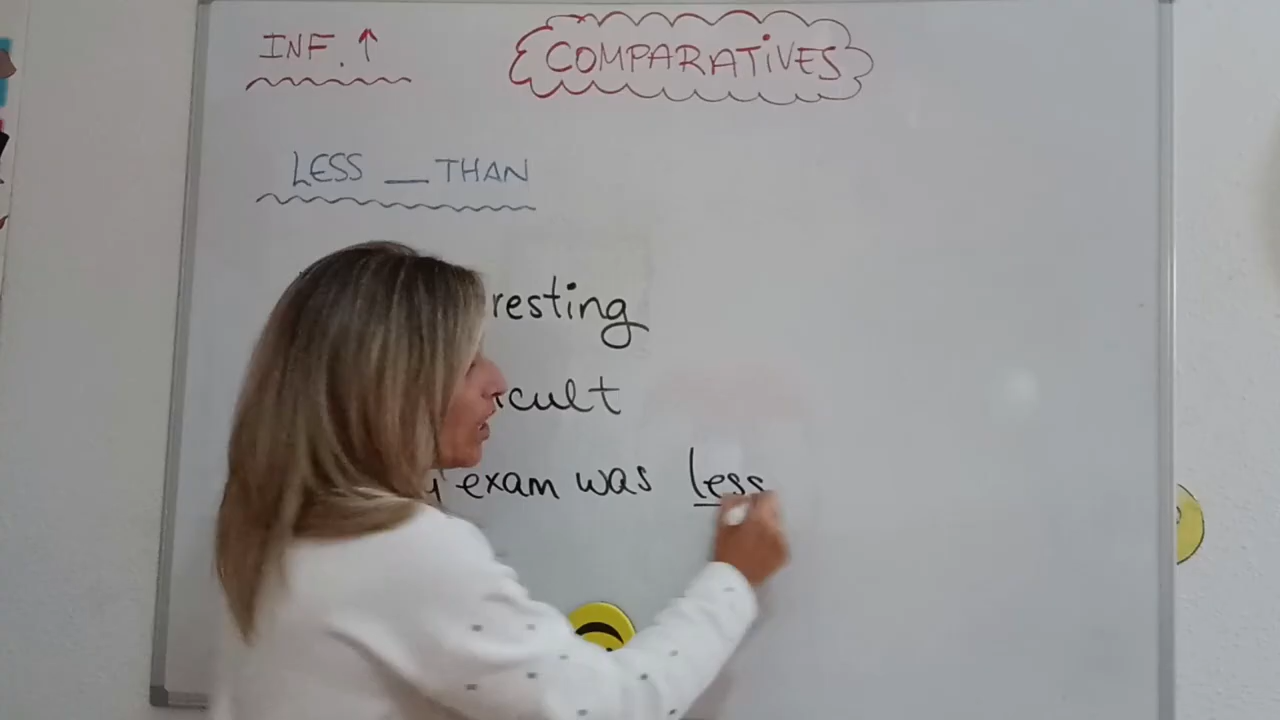 INF. ↑
COMPARATIVES
LESS __ THAN
resting
cult
exam was less